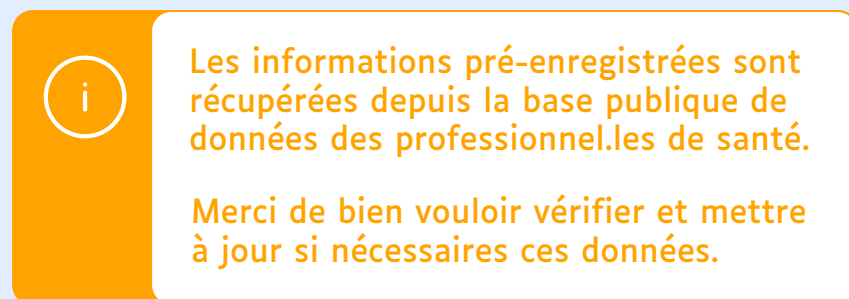 Les informations pré-enregistrées sont
récupérées depuis la base publique de
données des professionnel.les de santé.
Merci de bien vouloir vérifier et mettre
à jour si nécessaires ces données.